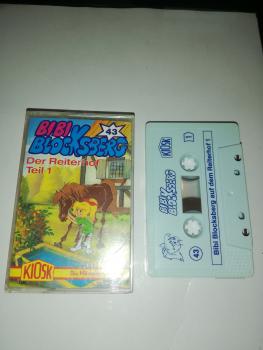 BIBI
BLOCKSBERG
43
Der Reiterhof
Teil 1
KIOSK
KIOSK
1
BIBI
BLOCKSBERG
43
Bibi Blocksberg auf dem Reiterhof 1